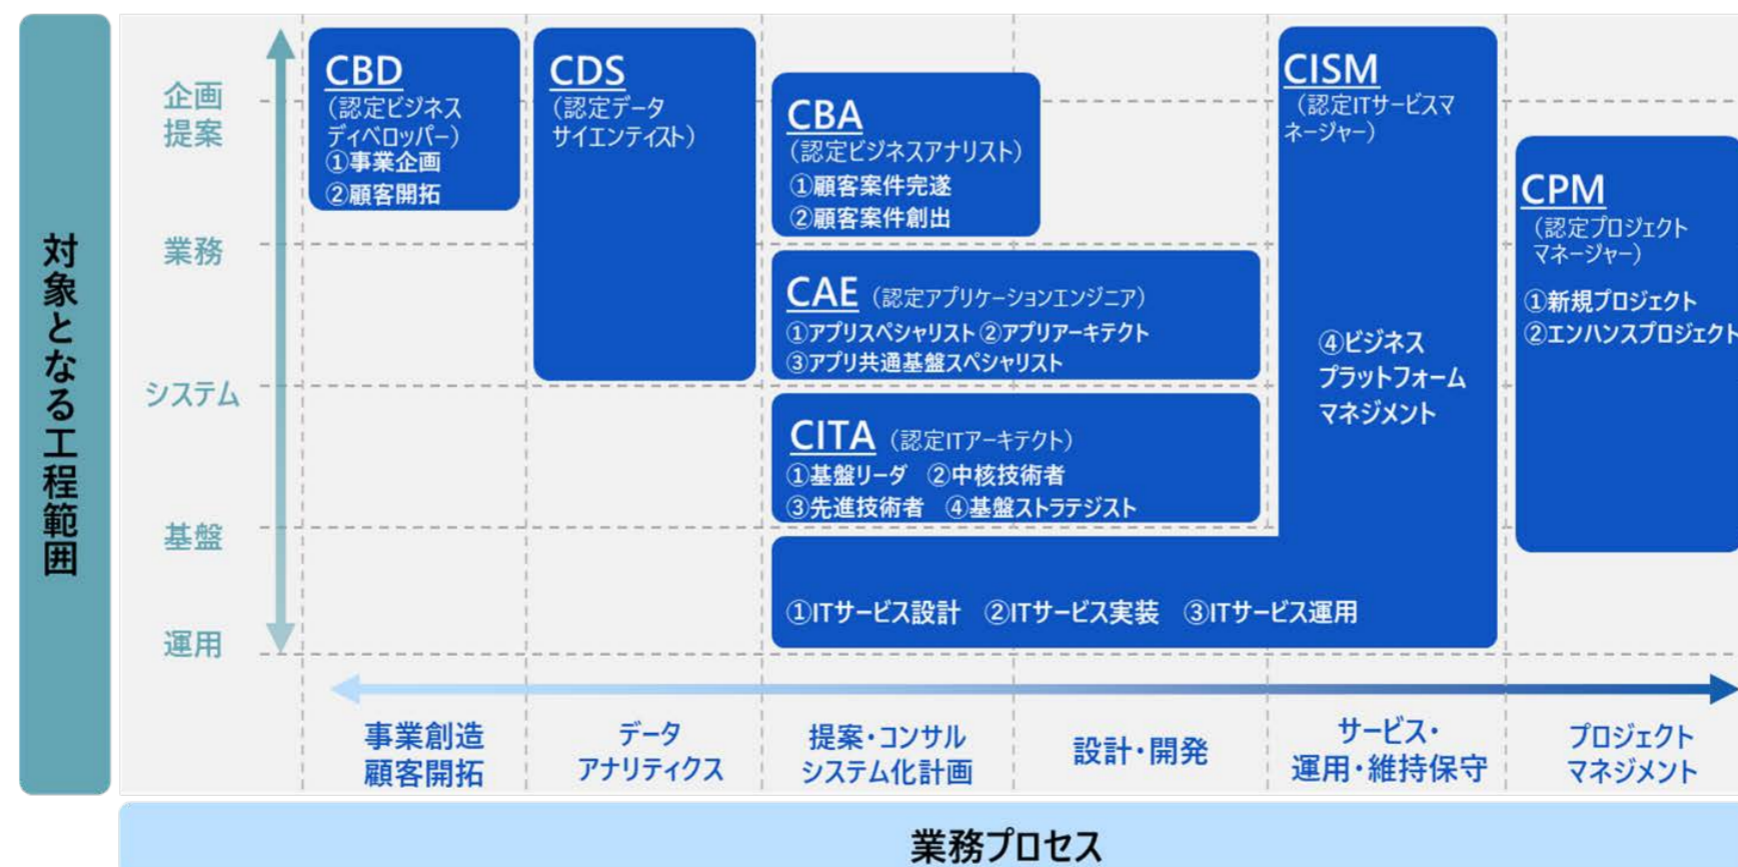 対象となる工程範囲
企画
提案
業務
システム
基盤
運用
CBD
（認定ビジネス
ディベロッパー）
①事業企画
②顧客開拓
CDS
（認定データ
サイエンティスト）
CBA
（認定ビジネスアナリスト）
①顧客案件完遂
②顧客案件創出
CAE（認定アプリケーションエンジニア）
①アプリスペシャリスト ②アプリアーキテクト
③アプリ共通基盤スペシャリスト
CITA（認定ITアーキテクト）
①基盤リーダ ②中核技術者
③先進技術者 ④基盤ストラテジスト
CISM
（認定ITサービスマ
ネージャー）
④ビジネス
プラットフォーム
マネジメント
①ITサービス設計 ②ITサービス実装 ③ITサービス運用
CPM
（認定プロジェクト
マネージャー）
①新規プロジェクト
②エンハンスプロジェクト
事業創造
顧客開拓
データ
アナリティクス
提案・コンサル
システム化計画
設計・開発
サービス・
運用・維持保守
プロジェクト
マネジメント
業務プロセス